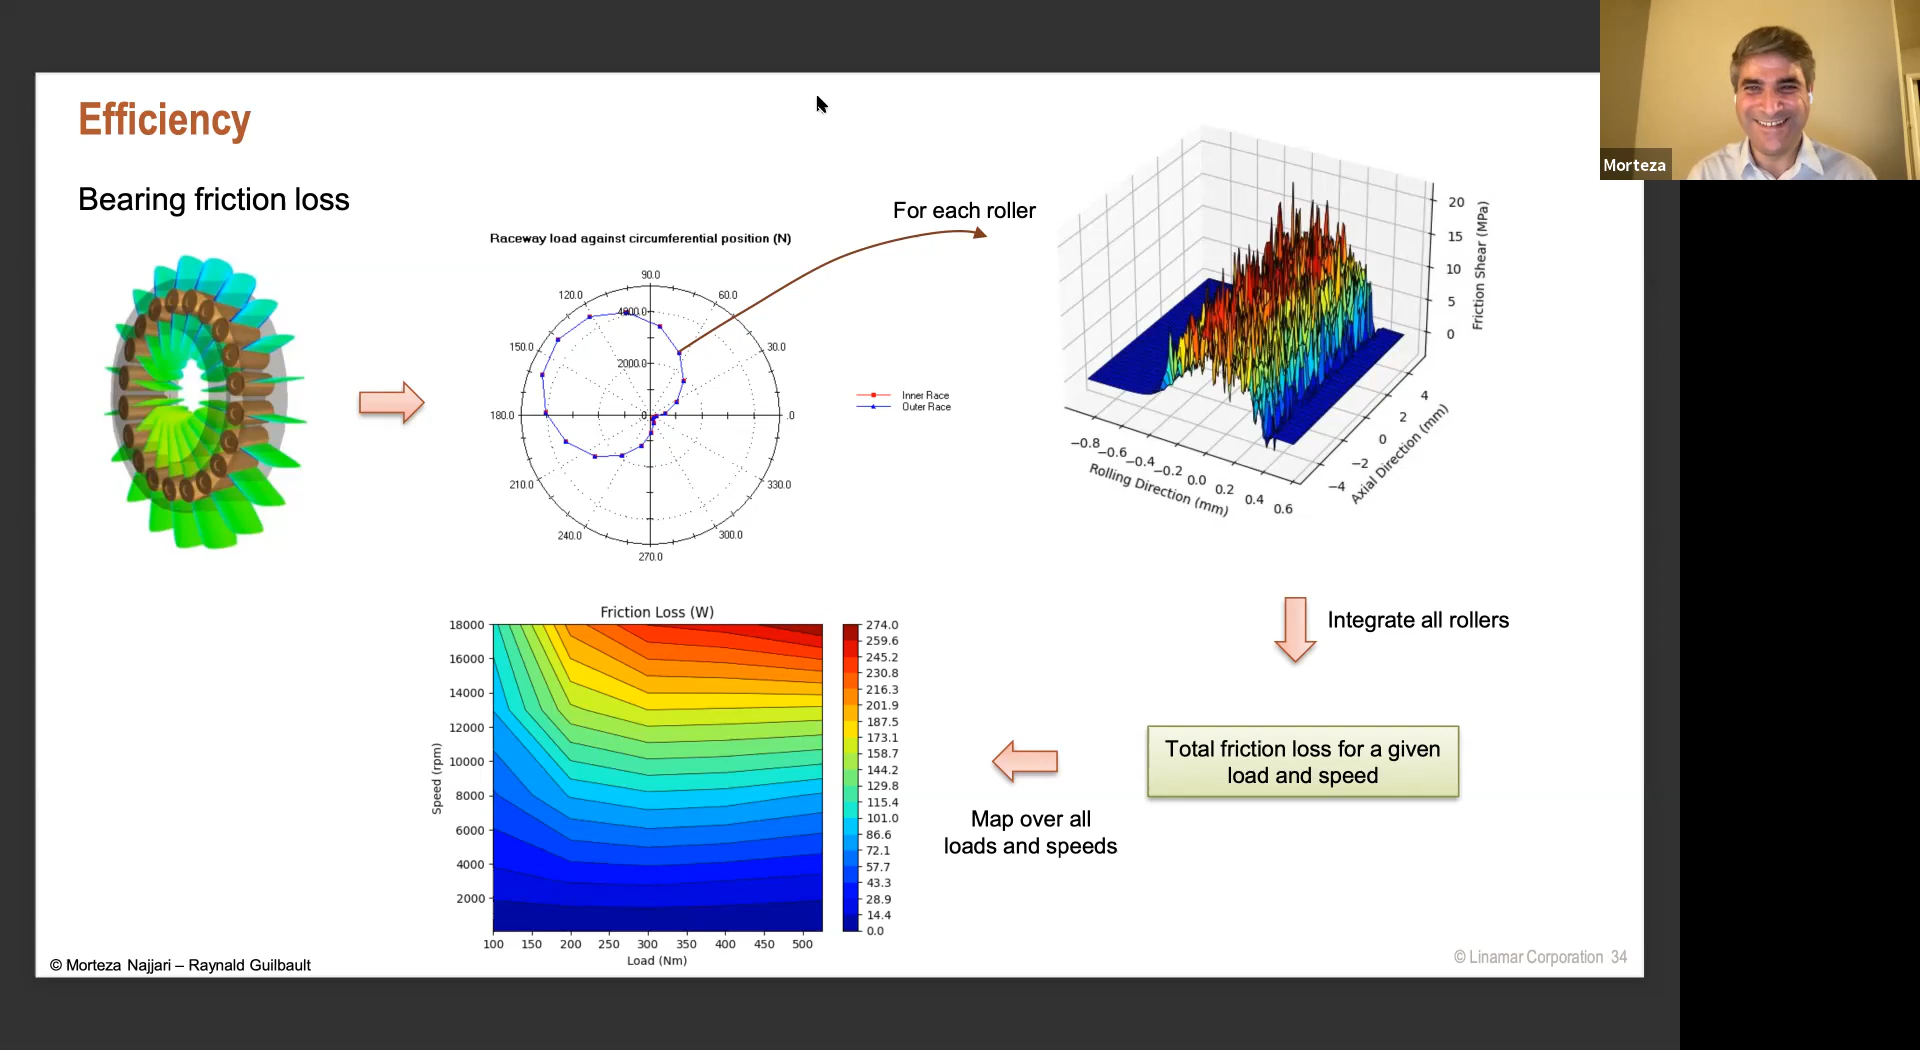 Efficiency
Morteza
Bearing friction loss
For each roller
Raceway load against circumferential position (N)
90.0
120.0
60.0
4000.0
150.0
30.0
2000.0
180.0
0
.0
210.0
330.0
240.0
300.0
270.0
Inner Race
Outer Race
20
15
10
5
0
Friction Shear (MPa)
4
2
0
−2
−4
Axial Direction (mm)
−0.8
−0.6
−0.4
−0.2
0.0
0.2
0.4
0.6
Rolling Direction (mm)
Integrate all rollers
Total friction loss for a given
load and speed
Map over all
loads and speeds
Friction Loss (W)
18000
16000
14000
12000
10000
8000
6000
4000
2000
Speed (rpm)
100 150 200 250 300 350 400 450 500
Load (Nm)
274.0
259.6
245.2
230.8
216.3
201.9
187.5
173.1
158.7
144.2
129.8
115.4
101.0
86.6
72.1
57.7
43.3
28.9
14.4
0.0
© Morteza Najjari – Raynald Guilbault
© Linamar Corporation 34